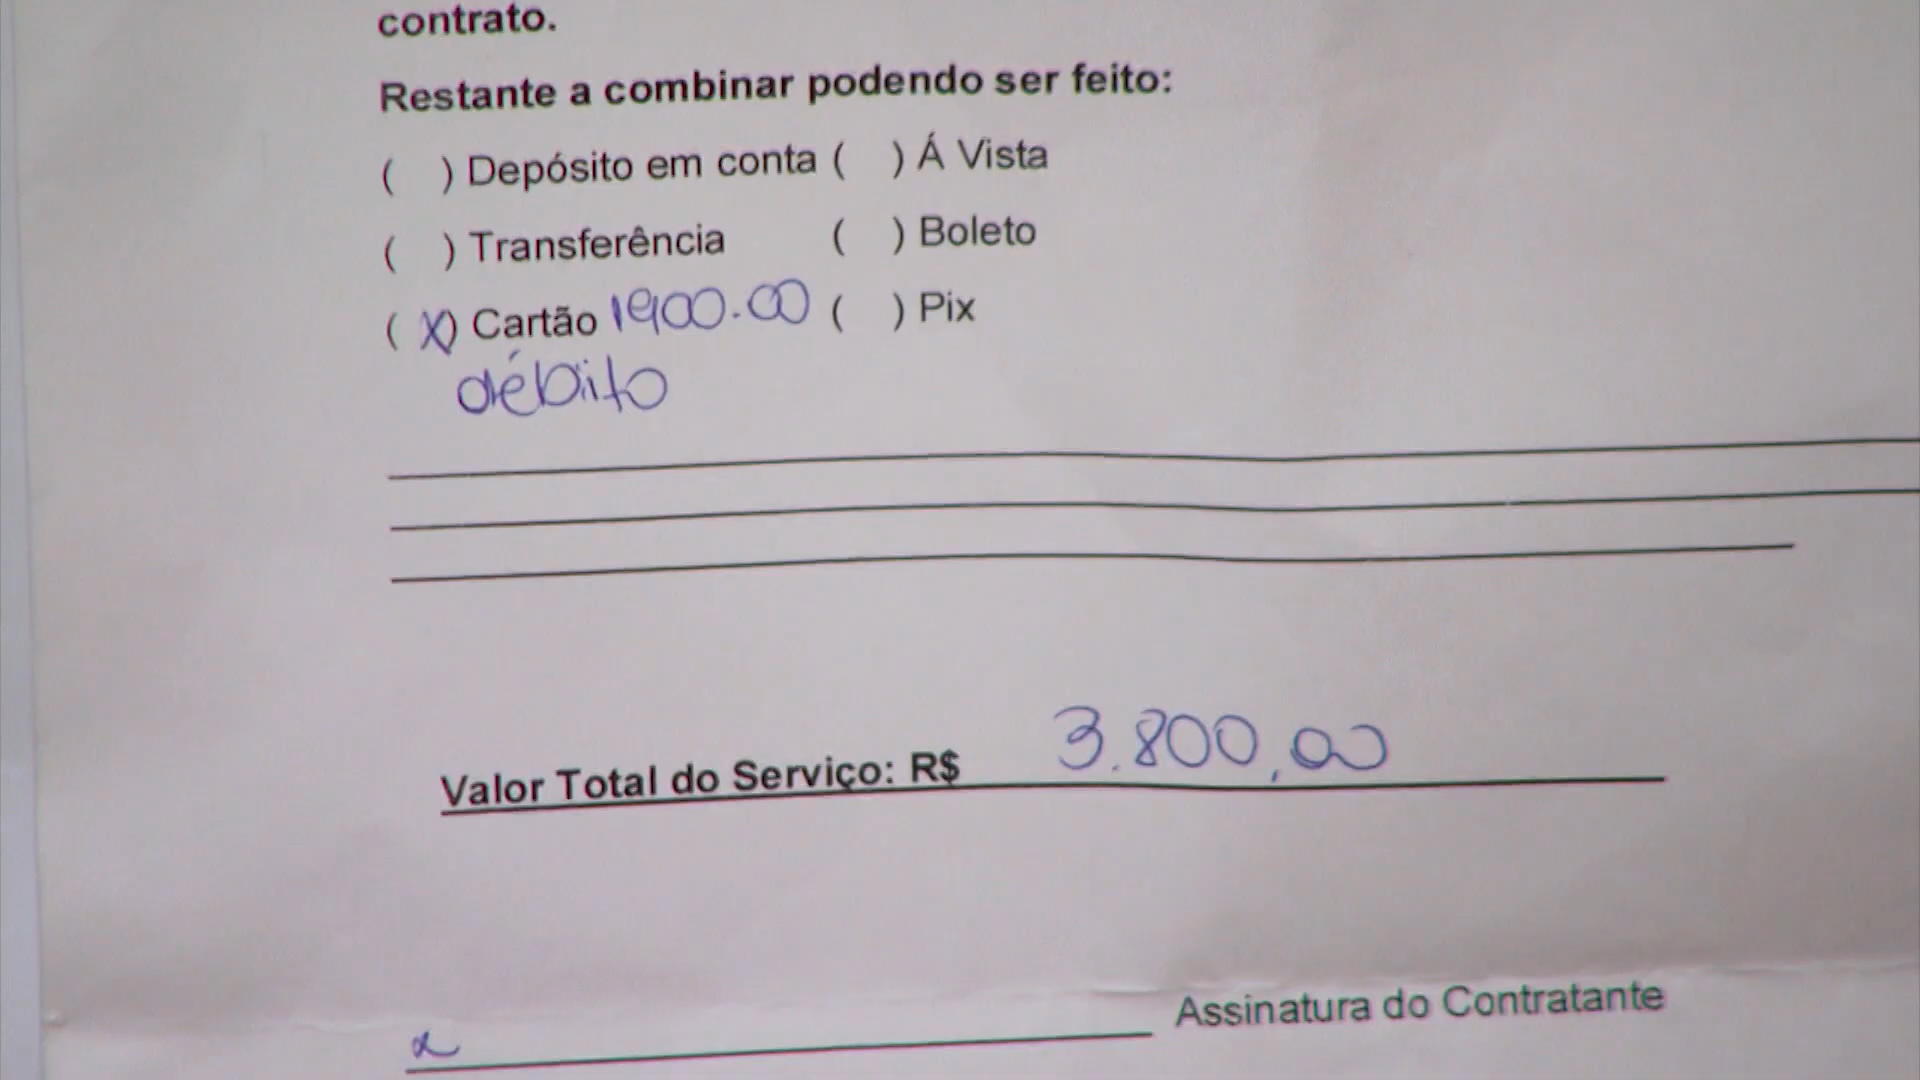 contrato.
Restante a combinar podendo ser feito:
( ) Depósito em conta ( ) Á Vista
( ) Transferência ( ) Boleto
( X ) Cartão 1900.00 ( ) Pix
débito
Valor Total do Serviço: R$ 3.800,00
x
Assinatura do Contratante